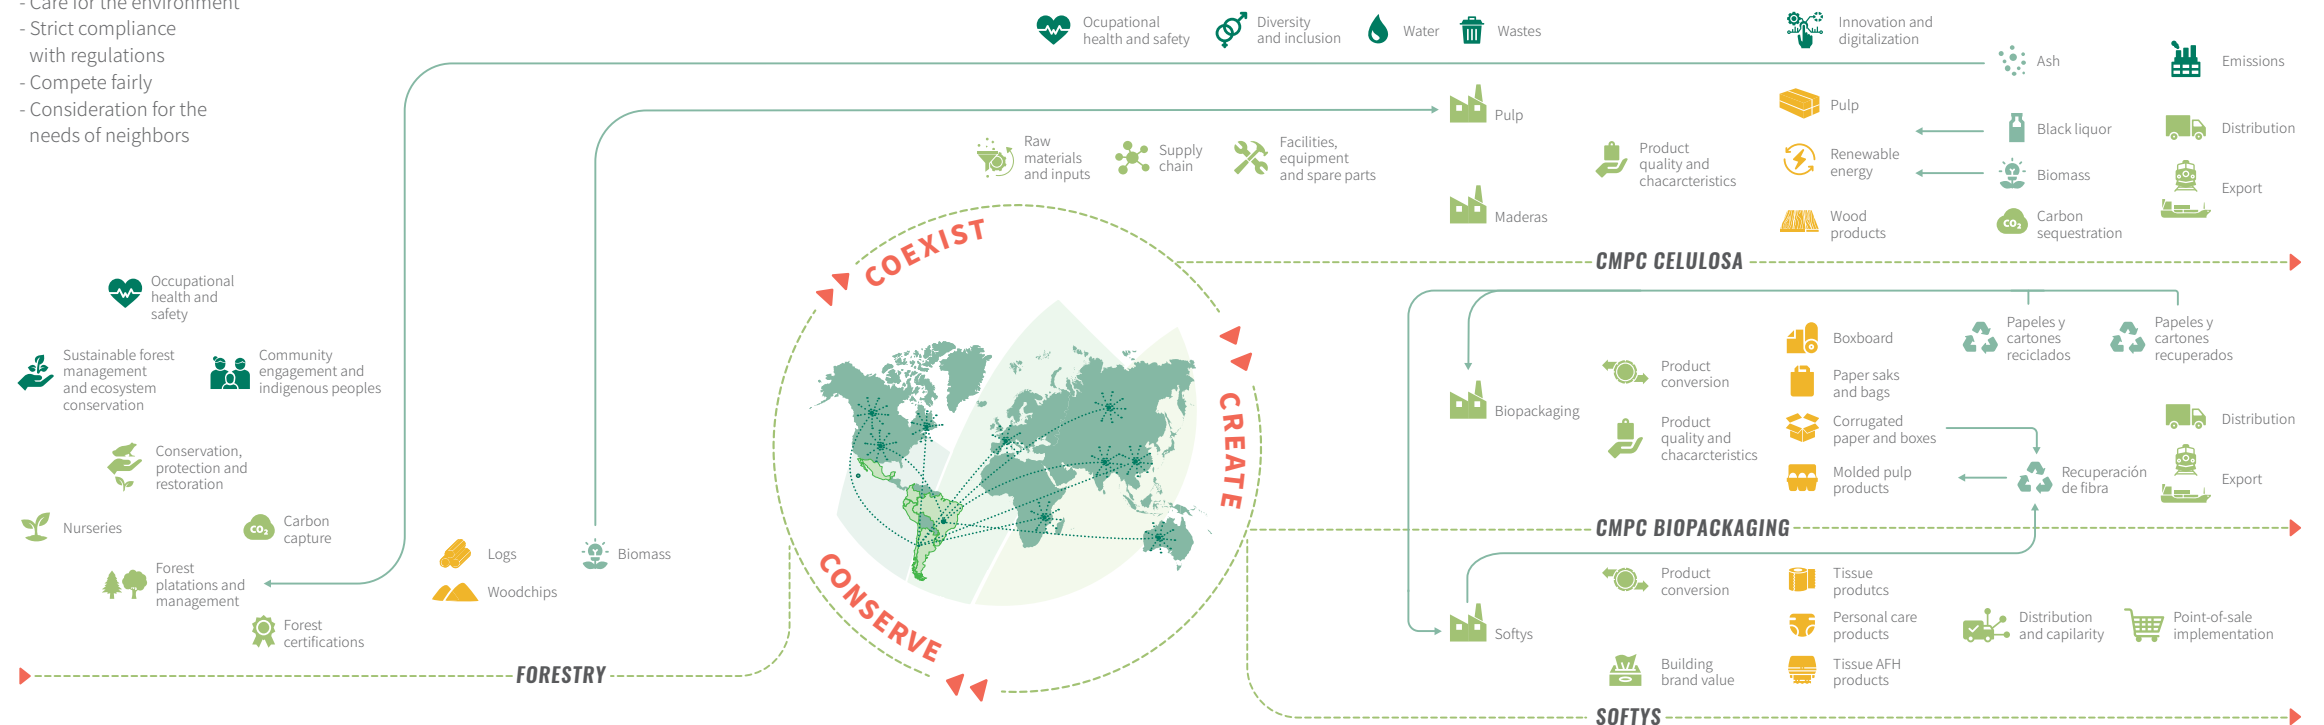 - Care for the environment
- Strict compliance
with regulations
- Compete fairly
- Consideration for the
needs of neighbors
Ocupational
health and safety
Diversity
and inclusion
Water
Wastes
Innovation and
digitalization
Ash
Emissions
Pulp
Raw
materials
and inputs
Supply
chain
Facilities,
equipment
and spare parts
Product
quality and
chacarcteristics
Pulp
Renewable
energy
Black liquor
Biomass
Distribution
Export
Maderas
Wood
products
Carbon
sequestration
CMPC CELULOSA
Occupational
health and
safety
Sustainable forest
management
and ecosystem
conservation
Community
engagement and
indigenous peoples
Conservation,
protection and
restoration
Nurseries
CO₂
Carbon
capture
Forest
platations and
management
Forest
certifications
Logs
Woodchips
Biomass
FORESTRY
COEXIST
CREATE
CONSERVE
CO₂
Biopackaging
Product
conversion
Product
quality and
chacarcteristics
Boxboard
Paper saks
and bags
Corrugated
paper and boxes
Molded pulp
products
Papeles y
cartones
reciclados
Papeles y
cartones
recuperados
Recuperación
de fibra
Distribution
Export
CMPC BIOPACKAGING
Softys
Product
conversion
Building
brand value
Tissue
produtcs
Personal care
products
Tissue AFH
products
Distribution
and capilarity
Point-of-sale
implementation
SOFTYS